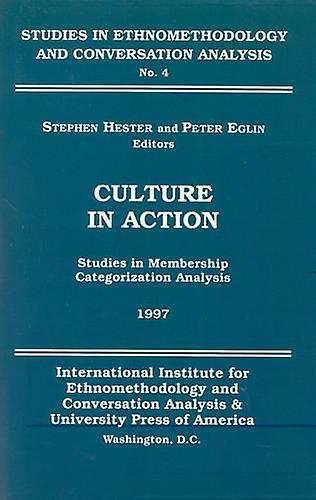 STUDIES IN ETHNOMETHODOLOGY
AND CONVERSATION ANALYSIS
No. 4
STEPHEN HESTER and PETER EGLIN
Editors
CULTURE
IN ACTION
Studies in Membership
Categorization Analysis
1997
International Institute for
Ethnomethodology and
Conversation Analysis &
University Press of America
Washington, D.C.